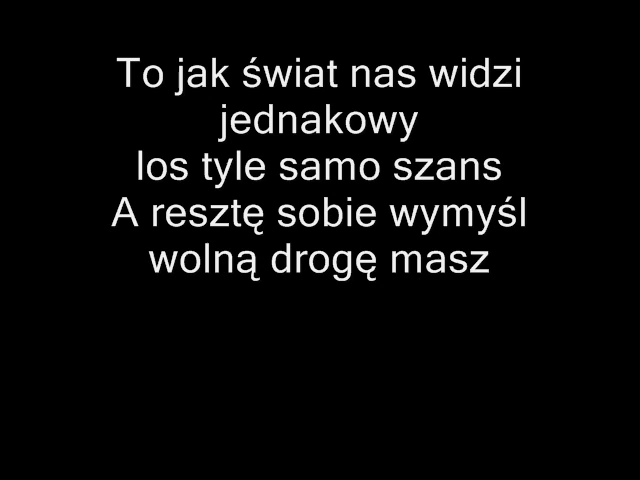 To jak świat nas widzi
jednakowy
los tyle samo szans
A resztę sobie wymyśl
wolną drogę masz